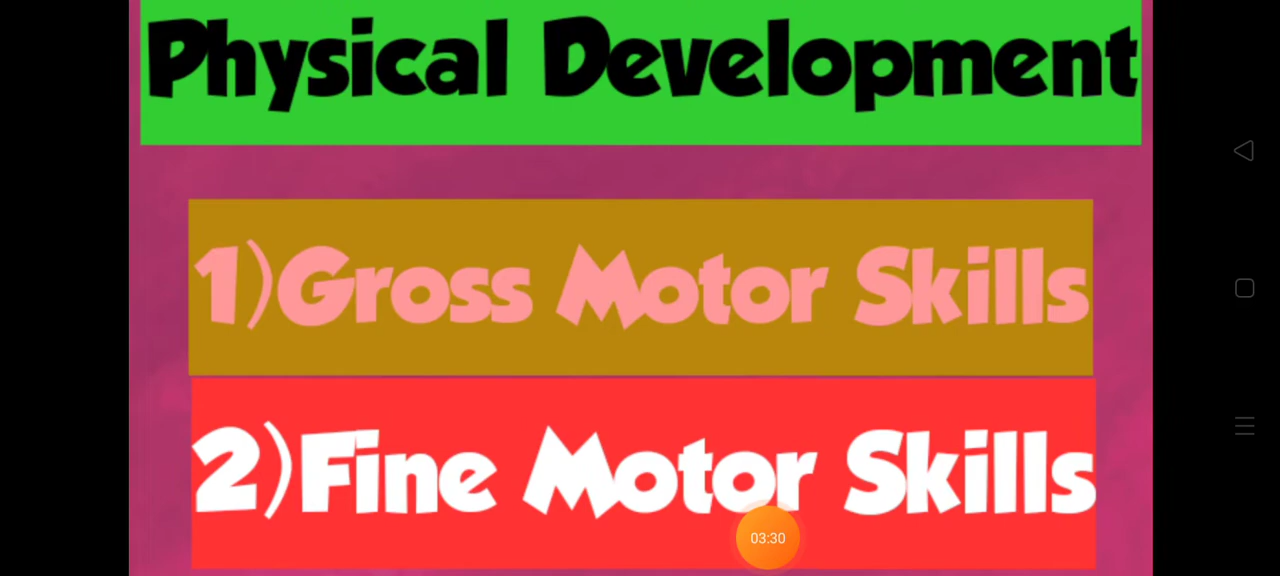 Physical Development
1)Gross Motor Skills
2)Fine Motor Skills
03:30